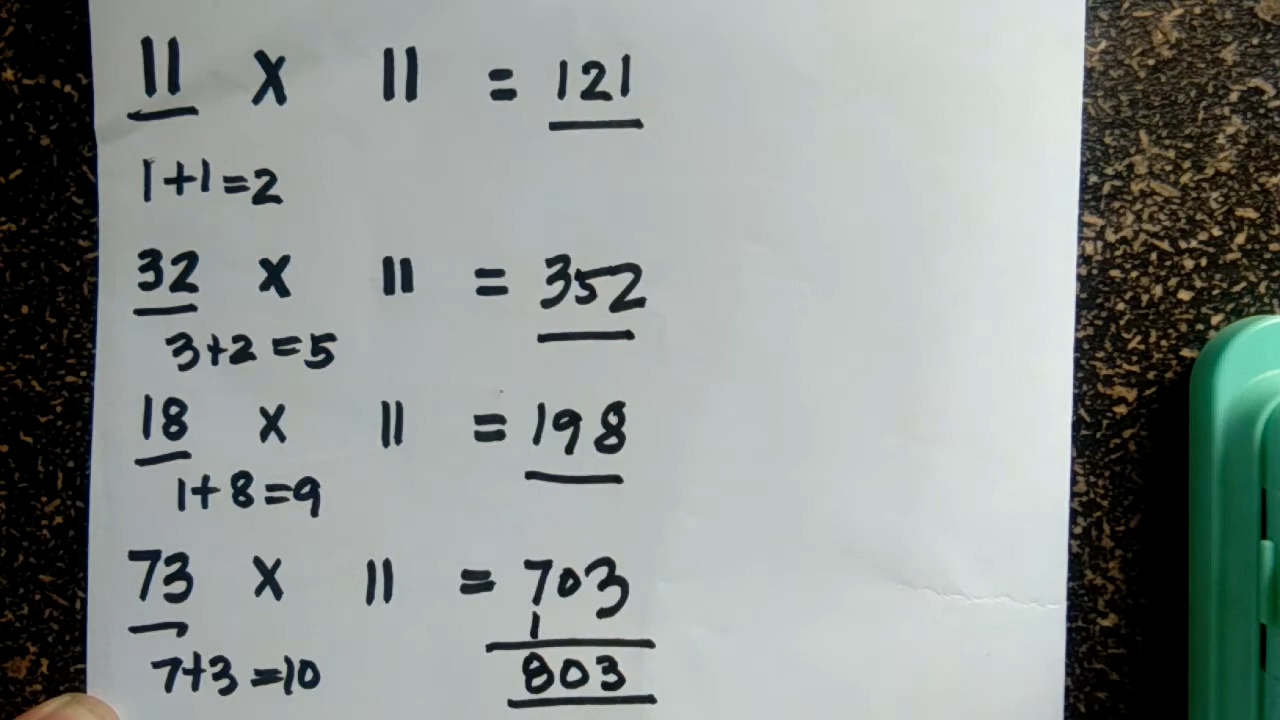 11 X 11 = 121
1+1=2
32 X 11 = 352
3+2=5
18 X 11 = 198
1+8=9
73 X 11 = 703
1
7+3=10 803